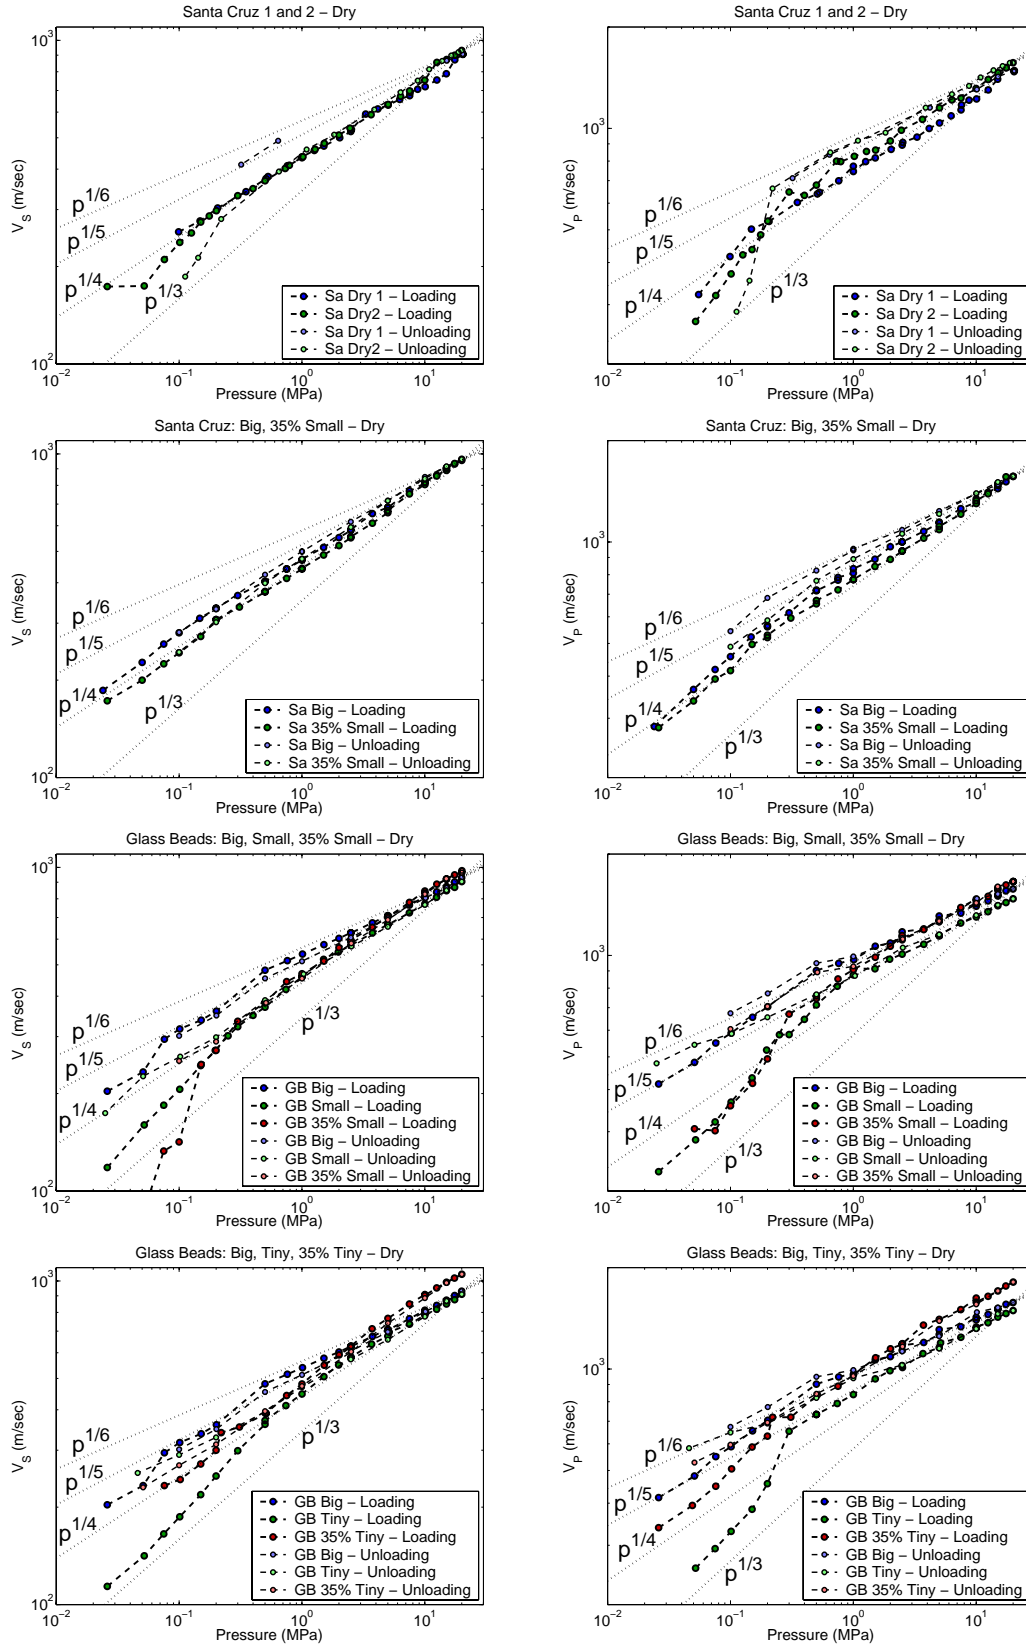 Santa Cruz 1 and 2 – Dry
10^3
V_S (m/sec)
p^1/6
p^1/5
p^1/4
p^1/3
Sa Dry 1 – Loading
Sa Dry2 – Loading
Sa Dry 1 – Unloading
Sa Dry2 – Unloading
10^2
10^-2 10^-1 10^0 10^1
Pressure (MPa)
Santa Cruz 1 and 2 – Dry
10^3
V_P (m/sec)
p^1/6
p^1/5
p^1/4
p^1/3
Sa Dry 1 – Loading
Sa Dry 2 – Loading
Sa Dry 1 – Unloading
Sa Dry 2 – Unloading
10^-2 10^-1 10^0 10^1
Pressure (MPa)
Santa Cruz: Big, 35% Small – Dry
10^3
V_S (m/sec)
p^1/6
p^1/5
p^1/4
p^1/3
Sa Big – Loading
Sa 35% Small – Loading
Sa Big – Unloading
Sa 35% Small – Unloading
10^2
10^-2 10^-1 10^0 10^1
Pressure (MPa)
Santa Cruz: Big, 35% Small – Dry
10^3
V_P (m/sec)
p^1/6
p^1/5
p^1/4
p^1/3
Sa Big – Loading
Sa 35% Small – Loading
Sa Big – Unloading
Sa 35% Small – Unloading
10^-2 10^-1 10^0 10^1
Pressure (MPa)
Glass Beads: Big, Small, 35% Small – Dry
10^3
V_S (m/sec)
p^1/6
p^1/5
p^1/4
p^1/3
GB Big – Loading
GB Small – Loading
GB 35% Small – Loading
GB Big – Unloading
GB Small – Unloading
GB 35% Small – Unloading
10^2
10^-2 10^-1 10^0 10^1
Pressure (MPa)
Glass Beads: Big, Small, 35% Small – Dry
10^3
V_P (m/sec)
p^1/6
p^1/5
p^1/4
p^1/3
GB Big – Loading
GB Small – Loading
GB 35% Small – Loading
GB Big – Unloading
GB Small – Unloading
GB 35% Small – Unloading
10^-2 10^-1 10^0 10^1
Pressure (MPa)
Glass Beads: Big, Tiny, 35% Tiny – Dry
10^3
V_S (m/sec)
p^1/6
p^1/5
p^1/4
p^1/3
GB Big – Loading
GB Tiny – Loading
GB 35% Tiny – Loading
GB Big – Unloading
GB Tiny – Unloading
GB 35% Tiny – Unloading
10^2
10^-2 10^-1 10^0 10^1
Pressure (MPa)
Glass Beads: Big, Tiny, 35% Tiny – Dry
10^3
V_P (m/sec)
p^1/6
p^1/5
p^1/4
p^1/3
GB Big – Loading
GB Tiny – Loading
GB 35% Tiny – Loading
GB Big – Unloading
GB Tiny – Unloading
GB 35% Tiny – Unloading
10^-2 10^-1 10^0 10^1
Pressure (MPa)